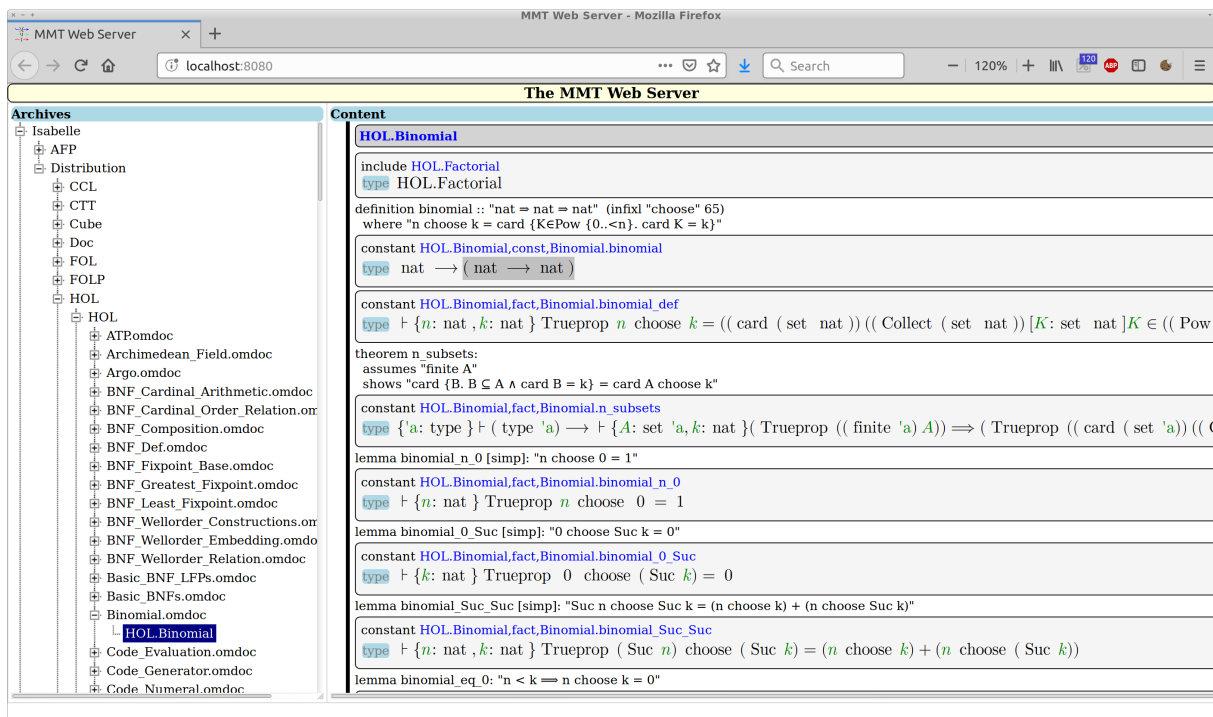 MMT Web Server - Mozilla Firefox
MMT Web Server × +
localhost:8080 ··· Search 120% 120 ABP
The MMT Web Server
Archives
Isabelle
AFP
Distribution
CCL
CTT
Cube
Doc
FOL
FOLP
HOL
HOL
ATP.omdoc
Archimedean_Field.omdoc
Argo.omdoc
BNF_Cardinal_Arithmetic.omdoc
BNF_Cardinal_Order_Relation.om
BNF_Composition.omdoc
BNF_Def.omdoc
BNF_Fixpoint_Base.omdoc
BNF_Greatest_Fixpoint.omdoc
BNF_Least_Fixpoint.omdoc
BNF_Wellorder_Constructions.om
BNF_Wellorder_Embedding.omdo
BNF_Wellorder_Relation.omdoc
Basic_BNF_LFPs.omdoc
Basic_BNFs.omdoc
Binomial.omdoc
HOL.Binomial
Code_Evaluation.omdoc
Code_Generator.omdoc
Code_Numeral.omdoc
Content
HOL.Binomial
include HOL.Factorial
type HOL.Factorial
definition binomial :: "nat ⇒ nat ⇒ nat" (infixl "choose" 65)
where "n choose k = card {K∈Pow {0..<n}. card K = k}"
constant HOL.Binomial,const,Binomial.binomial
type nat ⟶ ( nat ⟶ nat )
constant HOL.Binomial,fact,Binomial.binomial_def
type ⊦ {n: nat , k: nat } Trueprop n choose k = (( card ( set nat )) (( Collect ( set nat )) [K: set nat ]K ∈ (( Pow
theorem n_subsets:
assumes "finite A"
shows "card {B. B ⊆ A ∧ card B = k} = card A choose k"
constant HOL.Binomial,fact,Binomial.n_subsets
type {'a: type } ⊦ ( type 'a) ⟶ ⊦ {A: set 'a, k: nat }( Trueprop (( finite 'a) A)) ⟹ ( Trueprop (( card ( set 'a)) ((
lemma binomial_n_0 [simp]: "n choose 0 = 1"
constant HOL.Binomial,fact,Binomial.binomial_n_0
type ⊦ {n: nat } Trueprop n choose 0 = 1
lemma binomial_0_Suc [simp]: "0 choose Suc k = 0"
constant HOL.Binomial,fact,Binomial.binomial_0_Suc
type ⊦ {k: nat } Trueprop 0 choose ( Suc k) = 0
lemma binomial_Suc_Suc [simp]: "Suc n choose Suc k = (n choose k) + (n choose Suc k)"
constant HOL.Binomial,fact,Binomial.binomial_Suc_Suc
type ⊦ {n: nat , k: nat } Trueprop ( Suc n) choose ( Suc k) = (n choose k) + (n choose ( Suc k))
lemma binomial_eq_0: "n < k ⟹ n choose k = 0"